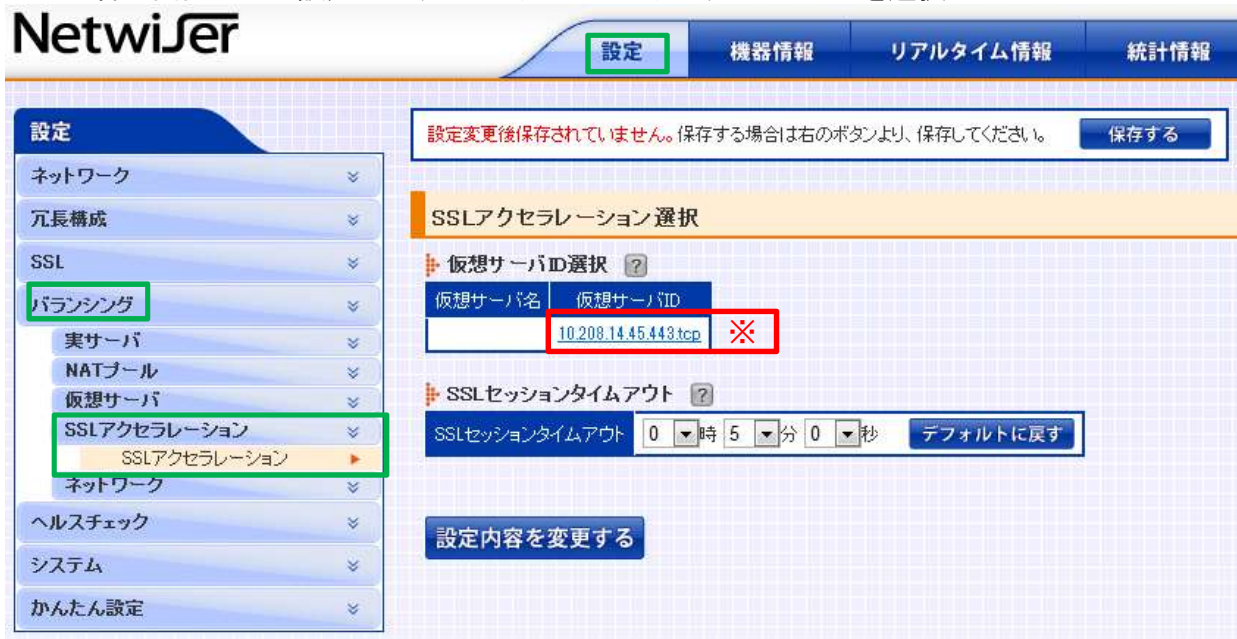 Netwiser
設定
機器情報
リアルタイム情報
統計情報
設定
ネットワーク
冗長構成
SSL
バランシング
実サーバ
NATプール
仮想サーバ
SSLアクセラレーション
SSLアクセラレーション
ネットワーク
ヘルスチェック
システム
かんたん設定
設定変更後保存されていません。保存する場合は右のボタンより、保存してください。
保存する
SSLアクセラレーション選択
仮想サーバID選択 ?
仮想サーバ名 仮想サーバID
10.208.14.45.443.tcp ※
SSLセッションタイムアウト ?
SSLセッションタイムアウト 0 時 5 分 0 秒 デフォルトに戻す
設定内容を変更する